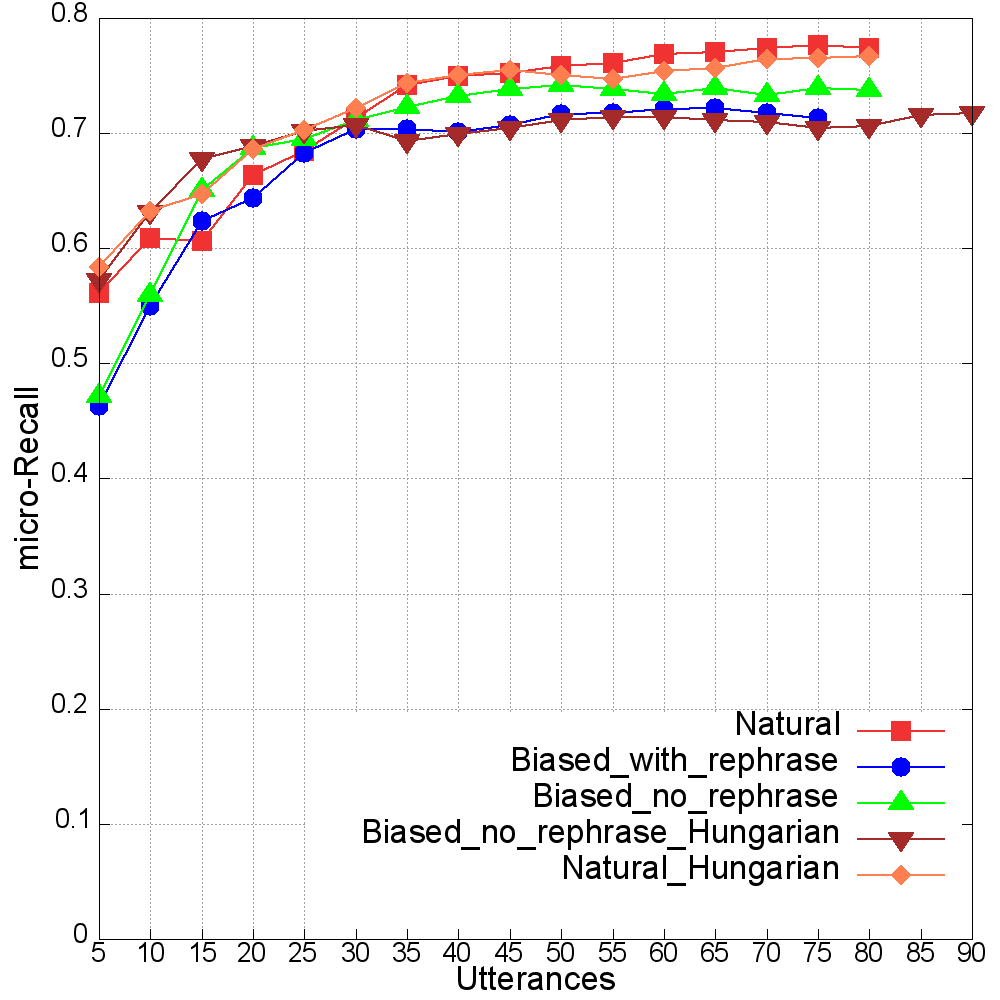 0.8
0.7
0.6
0.5
0.4
0.3
0.2
0.1
0
micro-Recall
Natural
Biased_with_rephrase
Biased_no_rephrase
Biased_no_rephrase_Hungarian
Natural_Hungarian
5 10 15 20 25 30 35 40 45 50 55 60 65 70 75 80 85 90
Utterances